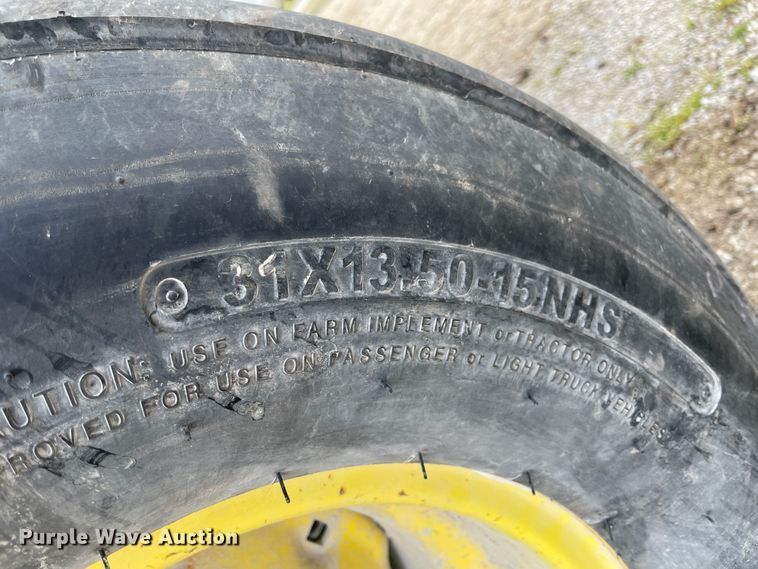 31X13.50-15NHS
AUTION: USE ON FARM IMPLEMENT or TRACTOR ONLY
ROVED FOR USE ON PASSENGER or LIGHT TRUCK VEHICLES
Purple Wave Auction®